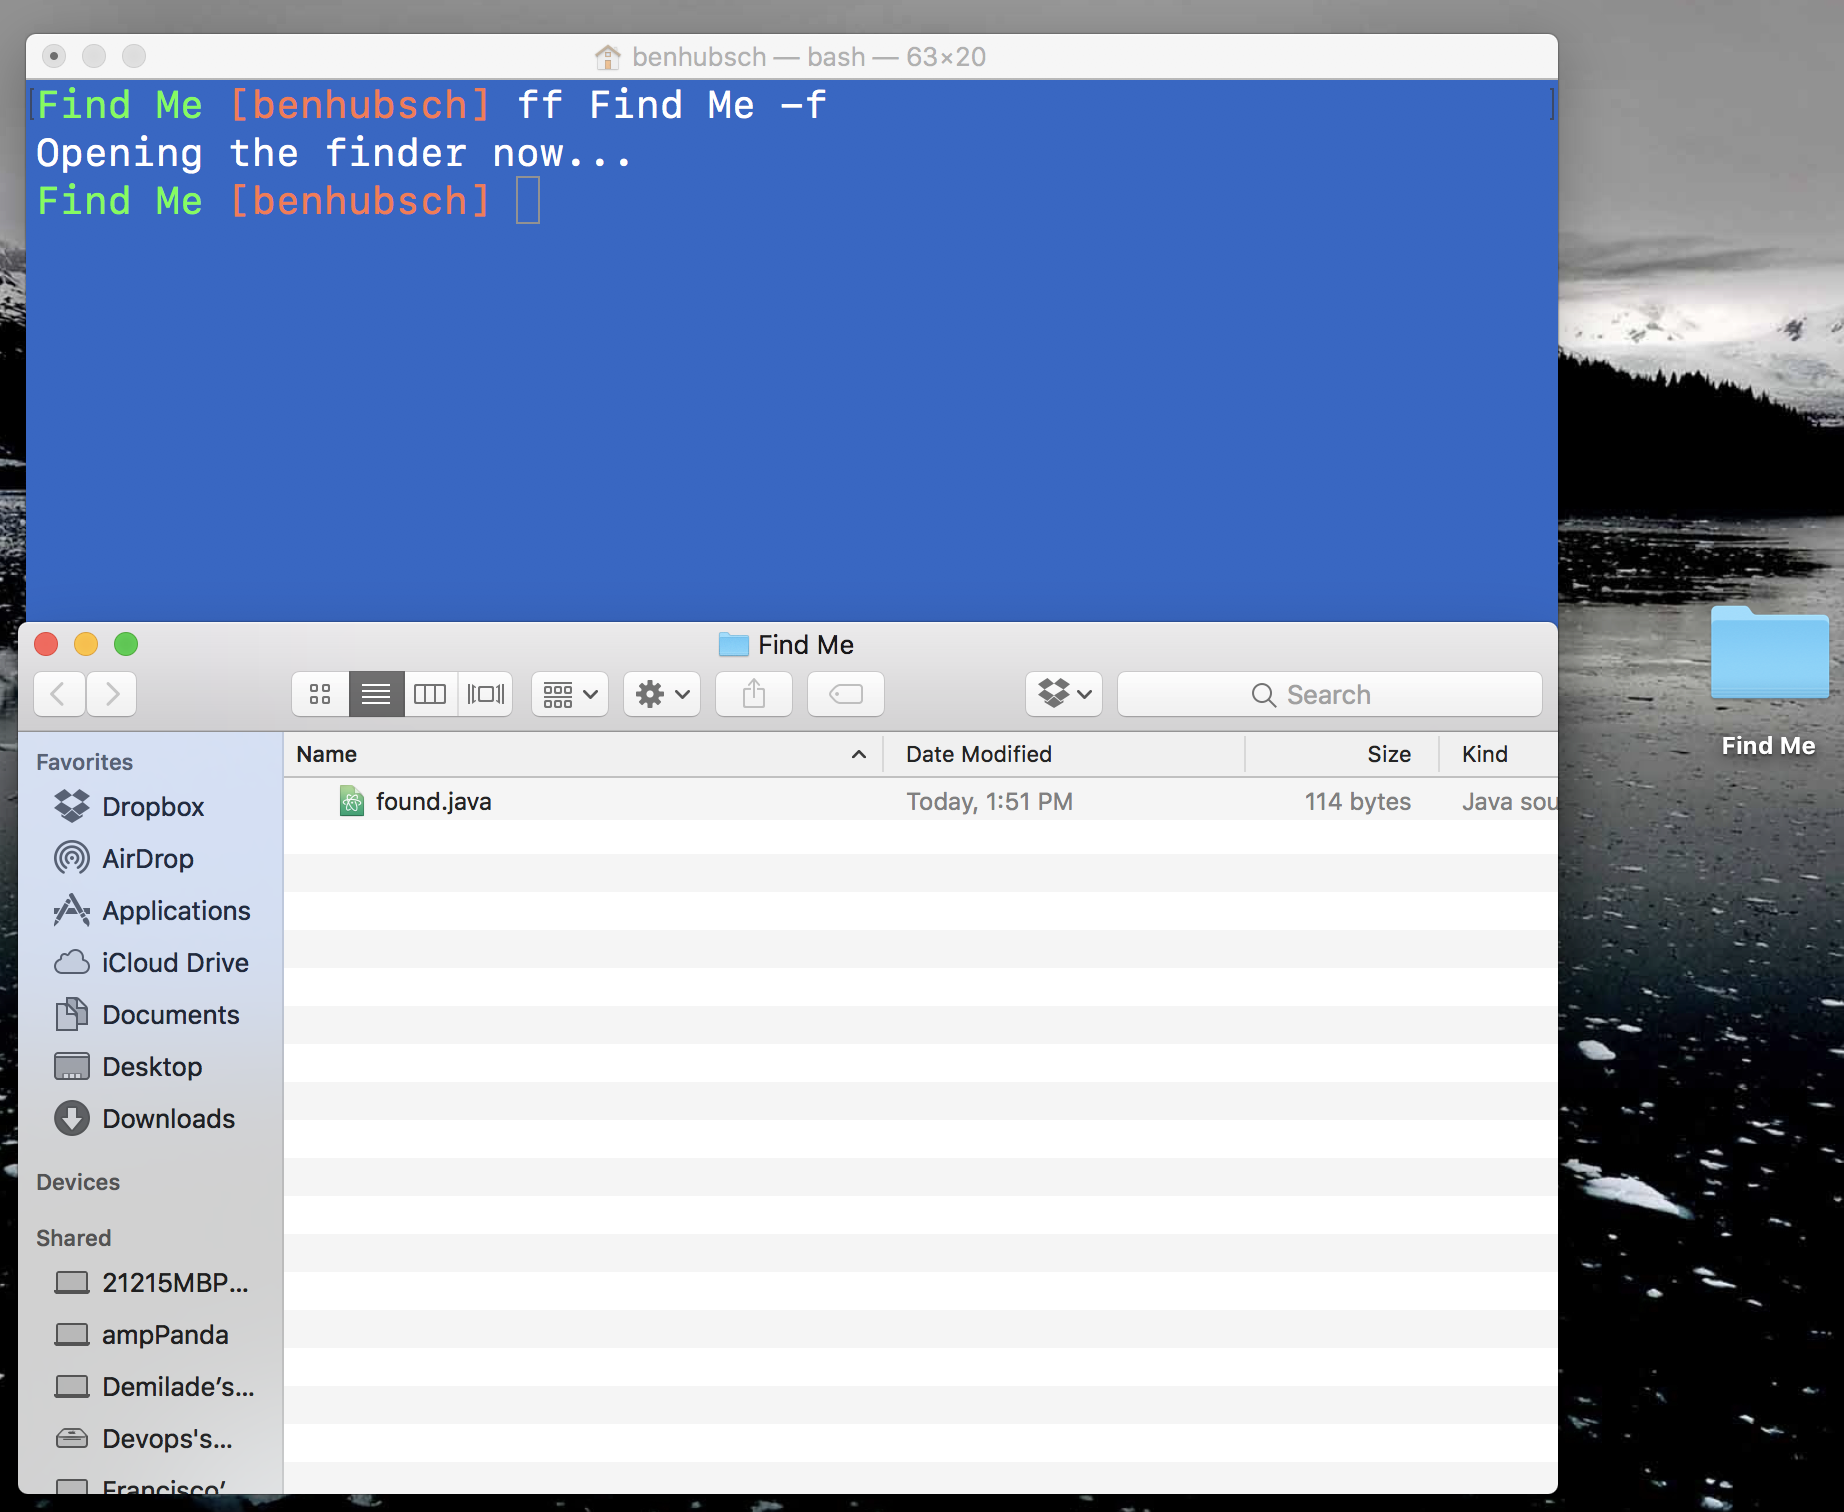 benhubsch — bash — 63×20
Find Me [benhubsch] ff Find Me -f
Opening the finder now...
Find Me [benhubsch]
Find Me
Search
Name Date Modified Size Kind
found.java Today, 1:51 PM 114 bytes Java sou
Favorites
Dropbox
AirDrop
Applications
iCloud Drive
Documents
Desktop
Downloads
Devices
Shared
21215MBP...
ampPanda
Demilade’s...
Devops's...
Francisco’
Find Me